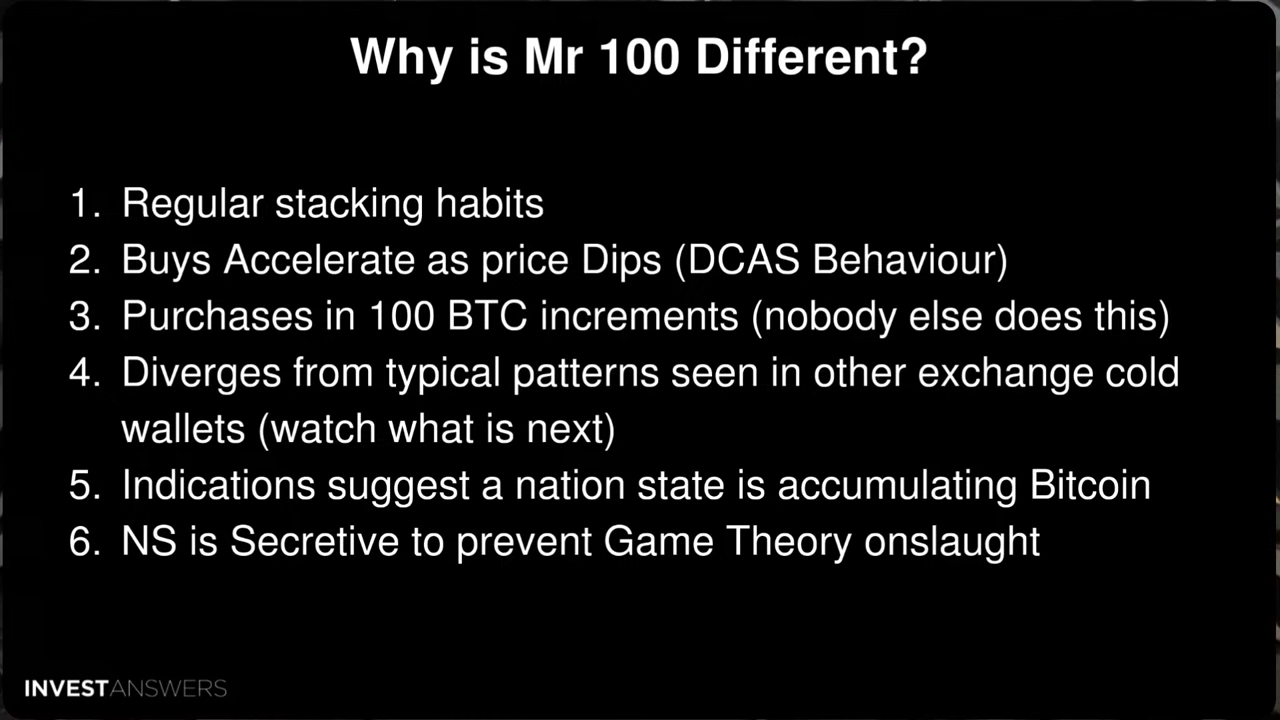 Why is Mr 100 Different?
1. Regular stacking habits
2. Buys Accelerate as price Dips (DCAS Behaviour)
3. Purchases in 100 BTC increments (nobody else does this)
4. Diverges from typical patterns seen in other exchange cold
wallets (watch what is next)
5. Indications suggest a nation state is accumulating Bitcoin
6. NS is Secretive to prevent Game Theory onslaught
INVESTANSWERS